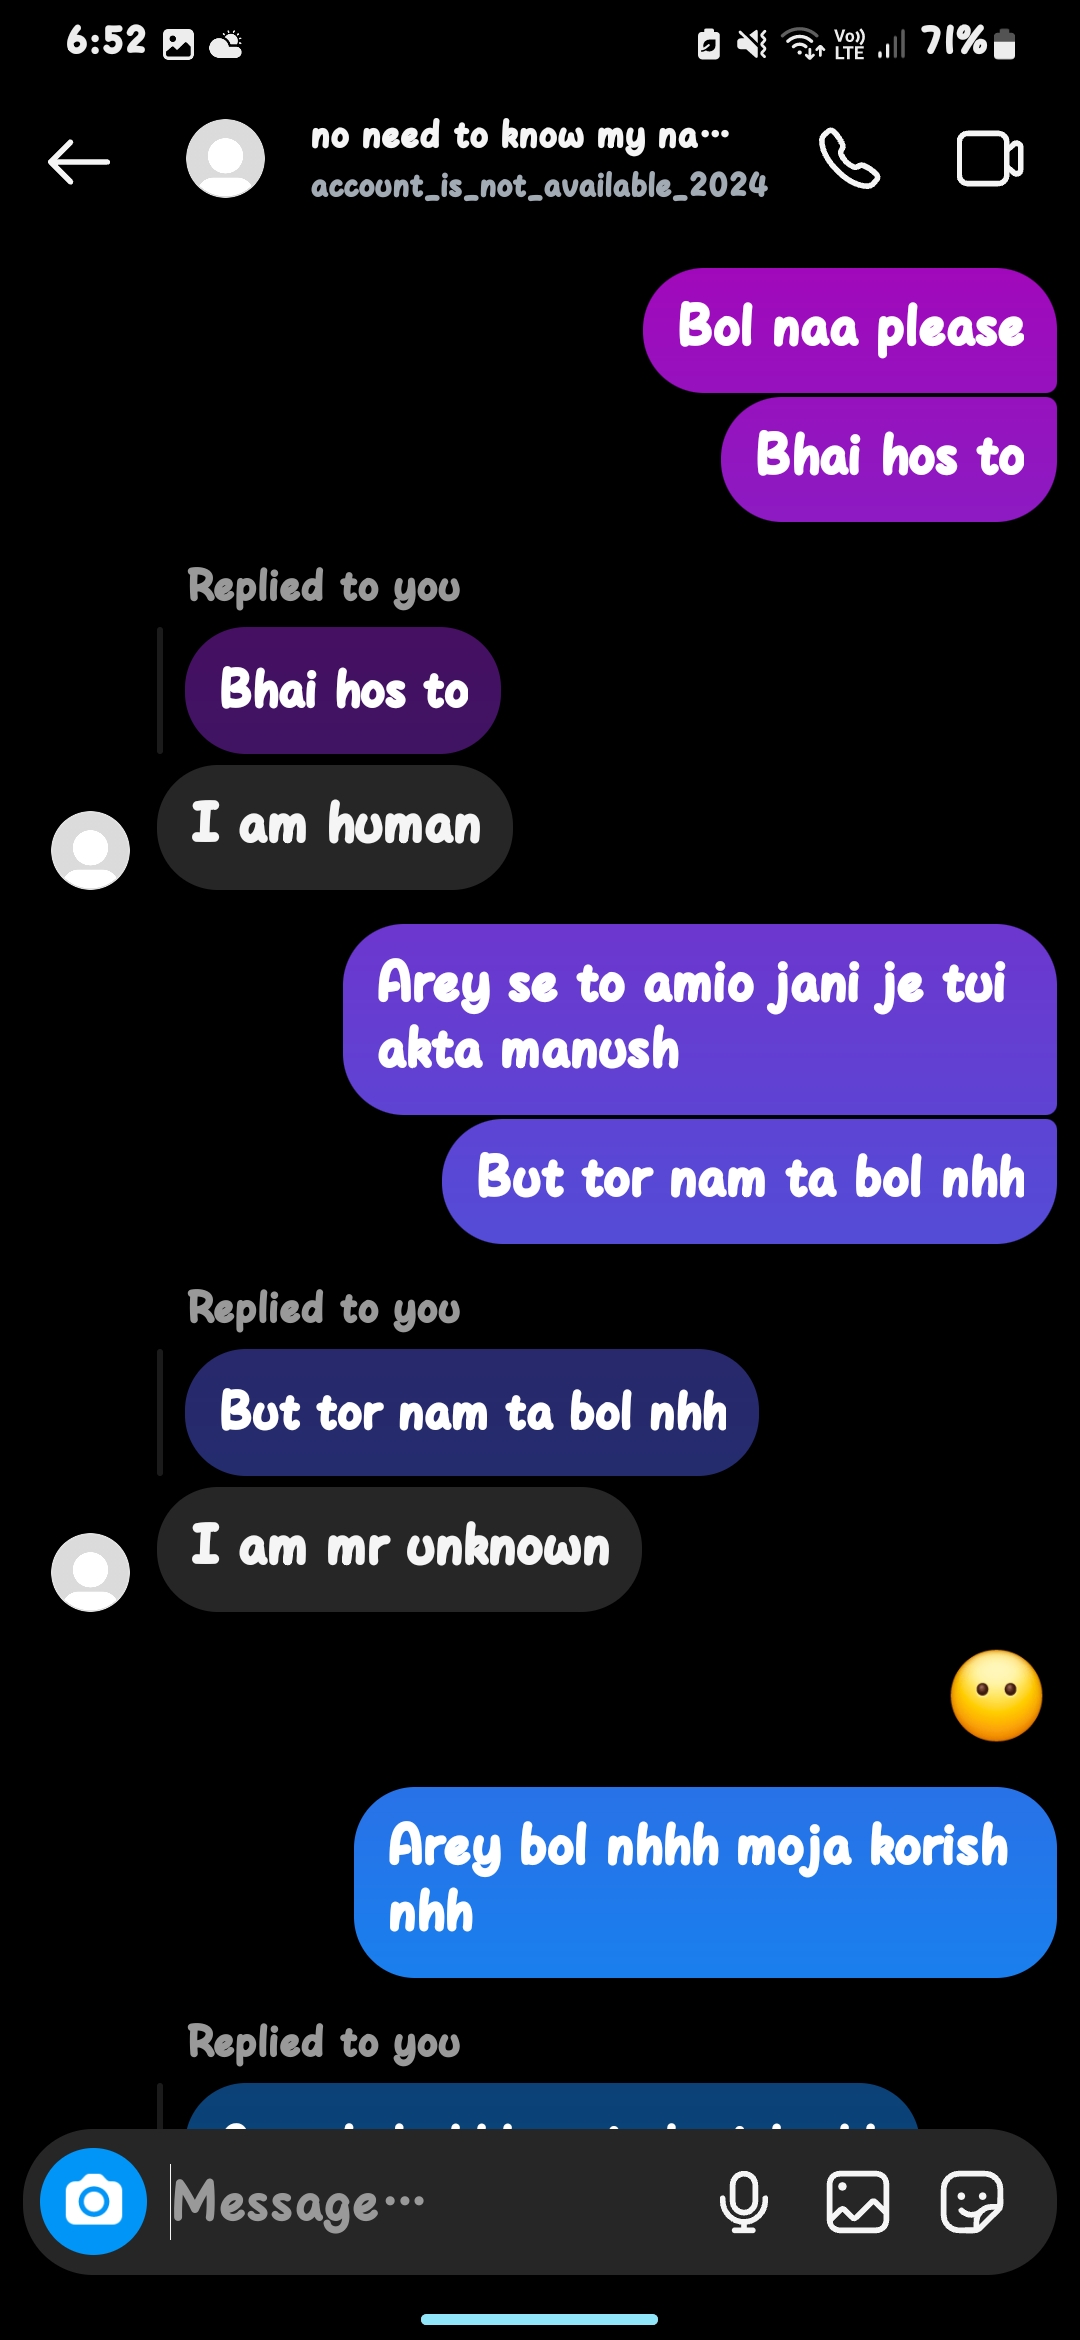 6:52
Vo)) LTE 71%
no need to know my na...
account_is_not_available_2024
Bol naa please
Bhai hos to
Replied to you
Bhai hos to
I am human
Arey se to amio jani je tui
akta manush
But tor nam ta bol nhh
Replied to you
But tor nam ta bol nhh
I am mr unknown
Arey bol nhhh moja korish
nhh
Replied to you
Message...